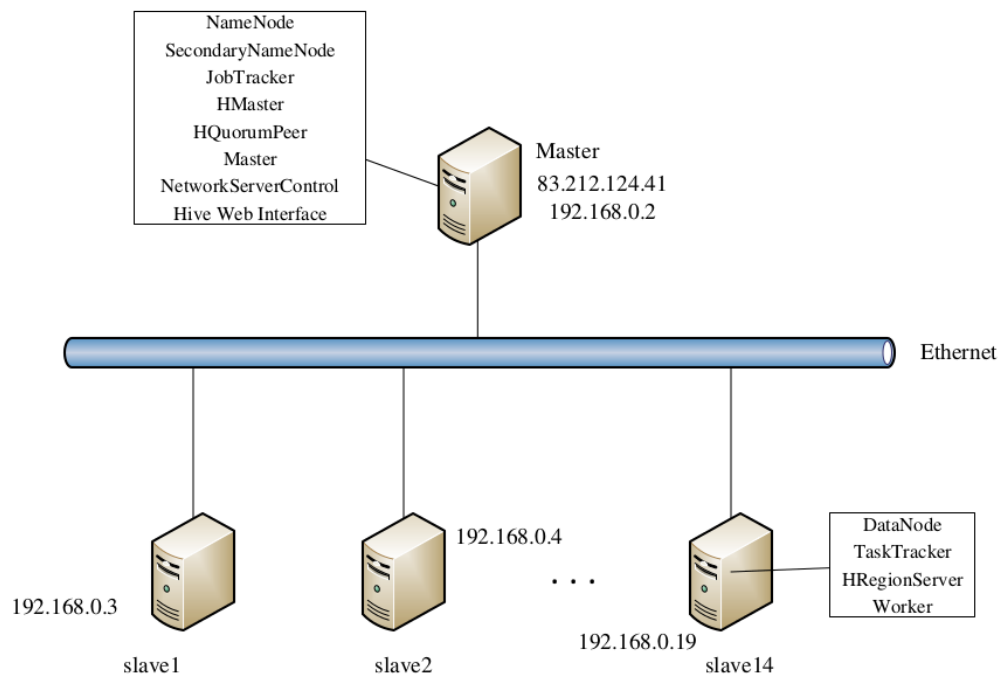 NameNode
SecondaryNameNode
JobTracker
HMaster
HQuorumPeer
Master
NetworkServerControl
Hive Web Interface
Master
83.212.124.41
192.168.0.2
Ethernet
192.168.0.3
slave1
192.168.0.4
slave2
. . .
192.168.0.19
slave14
DataNode
TaskTracker
HRegionServer
Worker